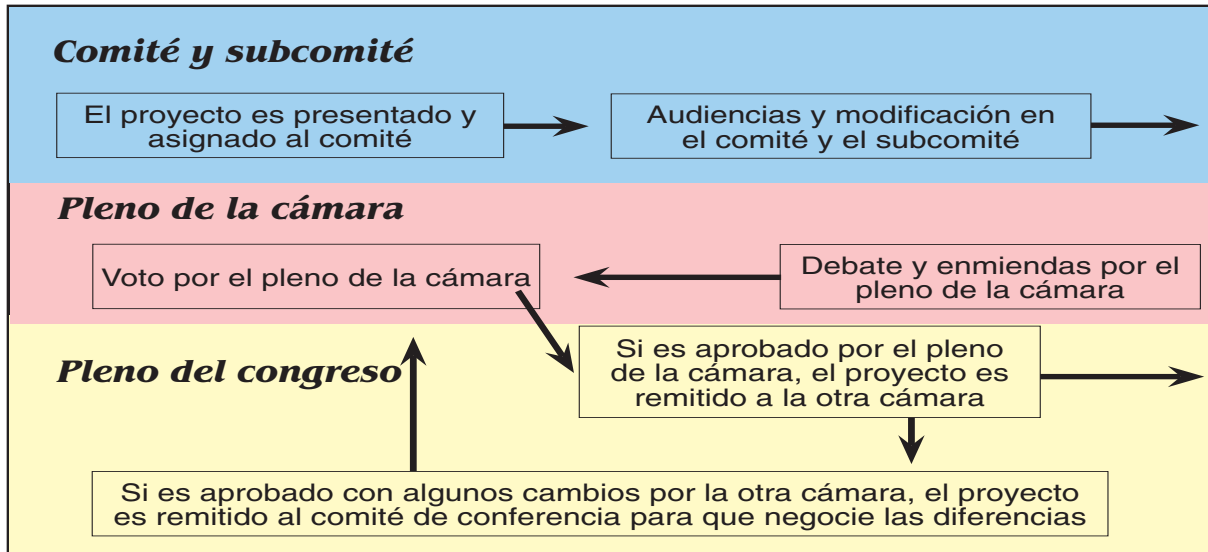 Comité y subcomité
El proyecto es presentado y
asignado al comité
Audiencias y modificación en
el comité y el subcomité
Pleno de la cámara
Voto por el pleno de la cámara
Debate y enmiendas por el
pleno de la cámara
Pleno del congreso
Si es aprobado por el pleno
de la cámara, el proyecto es
remitido a la otra cámara
Si es aprobado con algunos cambios por la otra cámara, el proyecto
es remitido al comité de conferencia para que negocie las diferencias